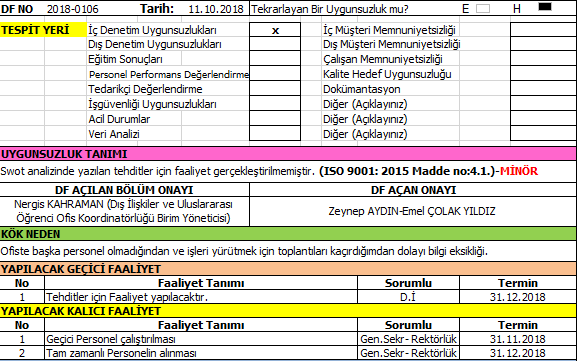 DF NO 2018-0106 Tarih: 11.10.2018 Tekrarlayan Bir Uygunsuzluk mu? E H
TESPİT YERİ İç Denetim Uygunsuzlukları x İç Müşteri Memnuniyetsizliği
Dış Denetim Uygunsuzlukları Dış Müşteri Memnuniyetsizliği
Eğitim Sonuçları Çalışan Memnuniyetsizliği
Personel Performans Değerlendirme Kalite Hedef Uygunsuzluğu
Tedarikçi Değerlendirme Dokümantasyon
İşgüvenliği Uygunsuzlukları Diğer (Açıklayınız)
Acil Durumlar Diğer (Açıklayınız)
Veri Analizi Diğer (Açıklayınız)
UYGUNSUZLUK TANIMI
Swot analizinde yazılan tehditler için faaliyet gerçekleştirilmemiştir. (ISO 9001: 2015 Madde no:4.1.)-MİNÖR
DF AÇILAN BÖLÜM ONAYI DF AÇAN ONAYI
Nergis KAHRAMAN (Dış İlişkiler ve Uluslararası
Öğrenci Ofis Koordinatörlüğü Birim Yöneticisi)
Zeynep AYDIN-Emel ÇOLAK YILDIZ
KÖK NEDEN
Ofiste başka personel olmadığından ve işleri yürütmek için toplantıları kaçırdığımdan dolayı bilgi eksikliği.
YAPILACAK GEÇİCİ FAALİYET
No Faaliyet Tanımı Sorumlu Termin
1 Tehditler için Faaliyet yapılacaktır. D.İ 31.12.2018
YAPILACAK KALICI FAALİYET
No Faaliyet Tanımı Sorumlu Termin
1 Geçici Personel çalıştırılması Gen.Sekr- Rektörlük 31.11.2018
2 Tam zamanlı Personelin alınması Gen.Sekr- Rektörlük 31.12.2018